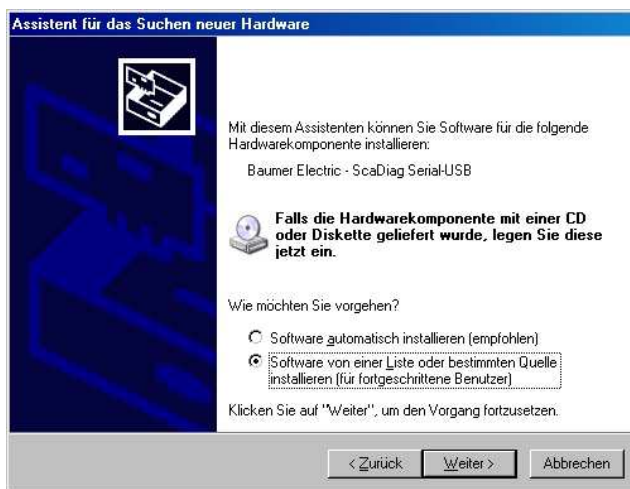 Assistent für das Suchen neuer Hardware
Mit diesem Assistenten können Sie Software für die folgende
Hardwarekomponente installieren:
Baumer Electric - ScaDiag Serial-USB
Falls die Hardwarekomponente mit einer CD
oder Diskette geliefert wurde, legen Sie diese
jetzt ein.
Wie möchten Sie vorgehen?
Software automatisch installieren (empfohlen)
Software von einer Liste oder bestimmten Quelle
installieren (für fortgeschrittene Benutzer)
Klicken Sie auf "Weiter", um den Vorgang fortzusetzen.
< Zurück Weiter > Abbrechen